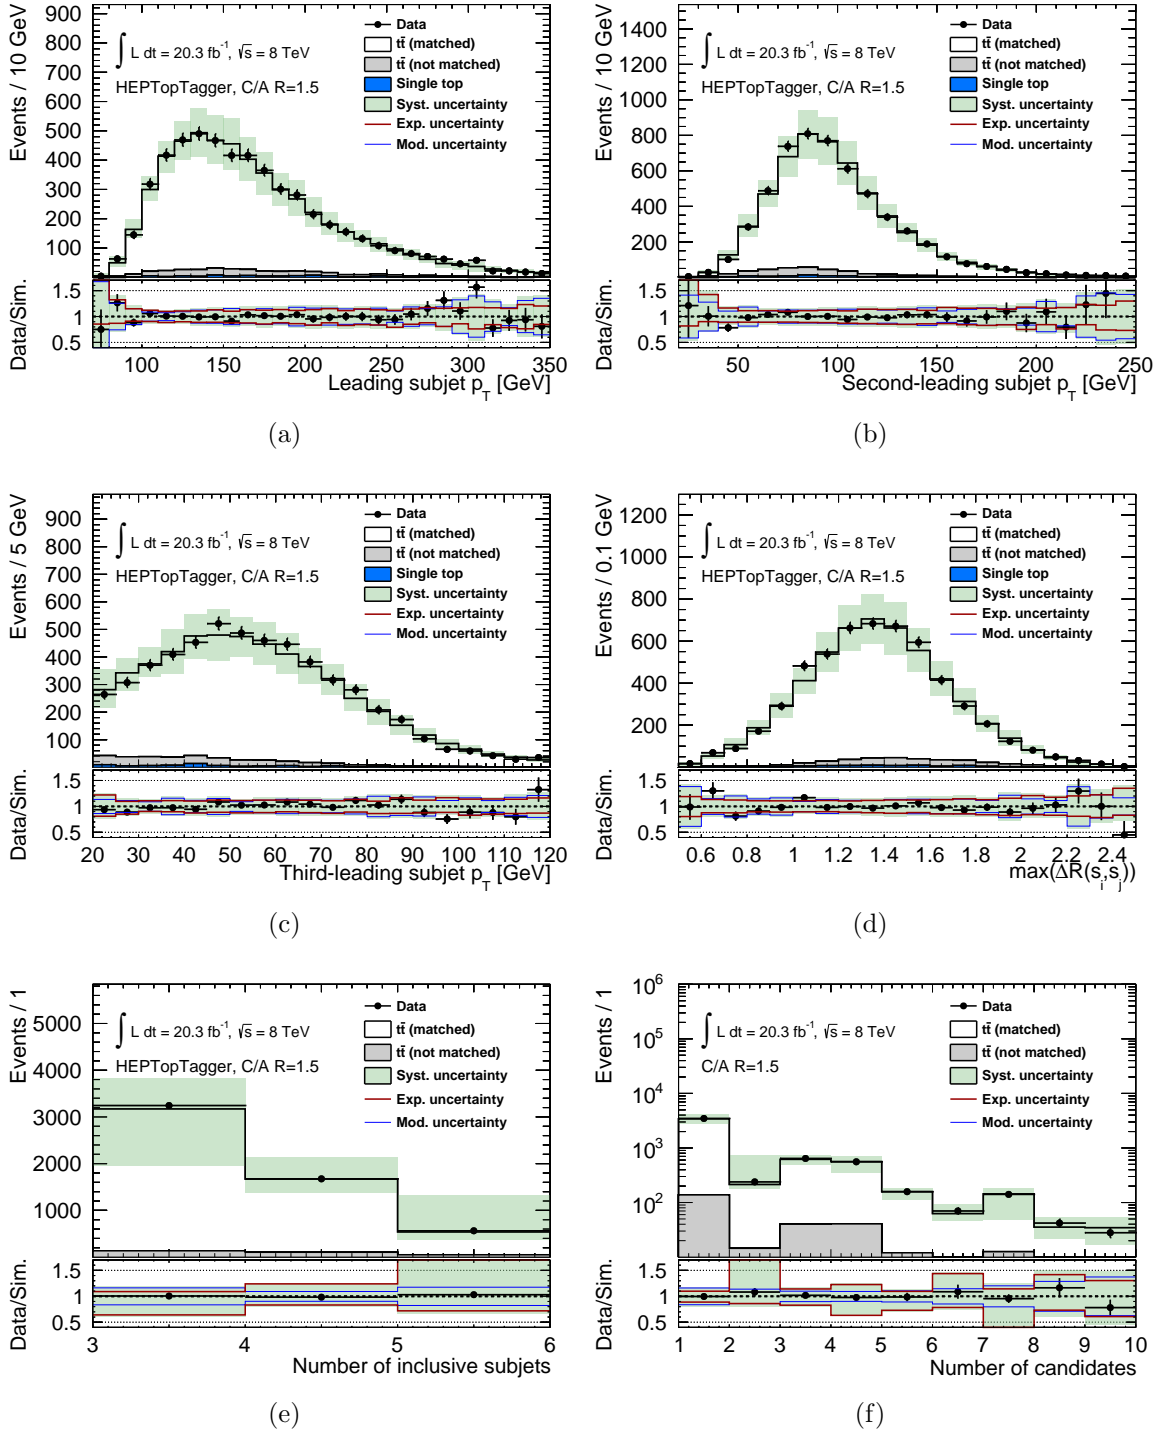 Events / 10 GeV
900
800
700
600
500
400
300
200
100
∫ L dt = 20.3 fb⁻¹, √s = 8 TeV
HEPTopTagger, C/A R=1.5
Data
tt̄ (matched)
tt̄ (not matched)
Single top
Syst. uncertainty
Exp. uncertainty
Mod. uncertainty
Data/Sim.
1.5
1
0.5
100 150 200 250 300 350
Leading subjet p_T [GeV]
(a)
Events / 10 GeV
1400
1200
1000
800
600
400
200
∫ L dt = 20.3 fb⁻¹, √s = 8 TeV
HEPTopTagger, C/A R=1.5
Data
tt̄ (matched)
tt̄ (not matched)
Single top
Syst. uncertainty
Exp. uncertainty
Mod. uncertainty
Data/Sim.
1.5
1
0.5
50 100 150 200 250
Second-leading subjet p_T [GeV]
(b)
Events / 5 GeV
900
800
700
600
500
400
300
200
100
∫ L dt = 20.3 fb⁻¹, √s = 8 TeV
HEPTopTagger, C/A R=1.5
Data
tt̄ (matched)
tt̄ (not matched)
Single top
Syst. uncertainty
Exp. uncertainty
Mod. uncertainty
Data/Sim.
1.5
1
0.5
20 30 40 50 60 70 80 90 100 110 120
Third-leading subjet p_T [GeV]
(c)
Events / 0.1 GeV
1200
1000
800
600
400
200
∫ L dt = 20.3 fb⁻¹, √s = 8 TeV
HEPTopTagger, C/A R=1.5
Data
tt̄ (matched)
tt̄ (not matched)
Single top
Syst. uncertainty
Exp. uncertainty
Mod. uncertainty
Data/Sim.
1.5
1
0.5
0.6 0.8 1 1.2 1.4 1.6 1.8 2 2.2 2.4
max(ΔR(s_i,s_j))
(d)
Events / 1
5000
4000
3000
2000
1000
∫ L dt = 20.3 fb⁻¹, √s = 8 TeV
HEPTopTagger, C/A R=1.5
Data
tt̄ (matched)
tt̄ (not matched)
Syst. uncertainty
Exp. uncertainty
Mod. uncertainty
Data/Sim.
1.5
1
0.5
3 4 5 6
Number of inclusive subjets
(e)
Events / 1
10⁶
10⁵
10⁴
10³
10²
∫ L dt = 20.3 fb⁻¹, √s = 8 TeV
C/A R=1.5
Data
tt̄ (matched)
tt̄ (not matched)
Syst. uncertainty
Exp. uncertainty
Mod. uncertainty
Data/Sim.
1.5
1
0.5
1 2 3 4 5 6 7 8 9 10
Number of candidates
(f)